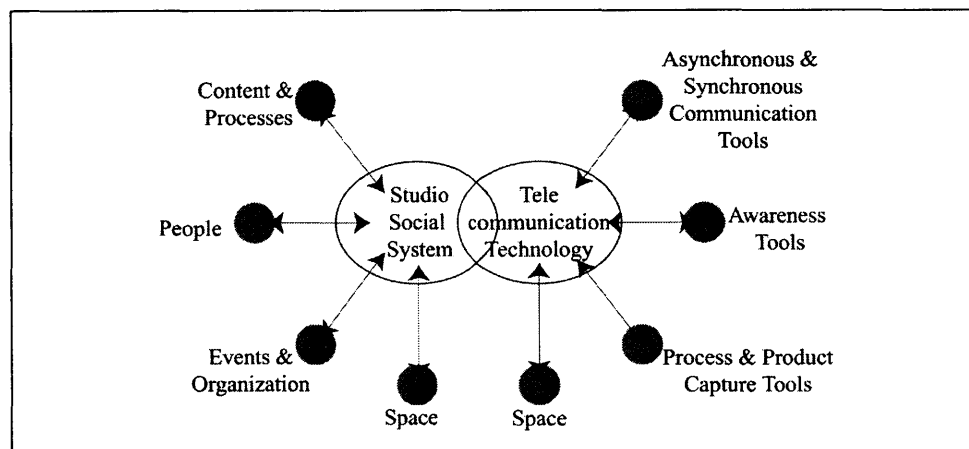 Content &
Processes
Asynchronous &
Synchronous
Communication
Tools
People
Studio
Social
System
Tele
communication
Technology
Awareness
Tools
Events &
Organization
Space
Space
Process & Product
Capture Tools